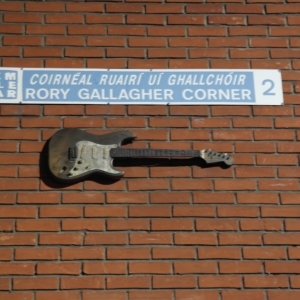 COIRNÉAL RUAIRÍ UÍ GHALLCHÓIR
RORY GALLAGHER CORNER 2